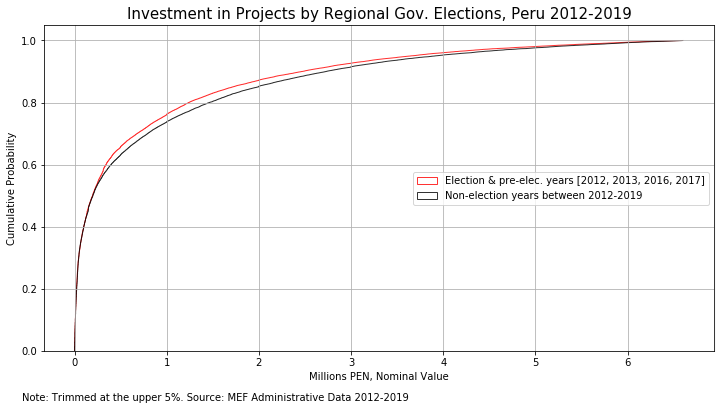 Investment in Projects by Regional Gov. Elections, Peru 2012-2019
1.0
0.8
0.6
0.4
0.2
0.0
Cumulative Probability
Election & pre-elec. years [2012, 2013, 2016, 2017]
Non-election years between 2012-2019
0 1 2 3 4 5 6
Millions PEN, Nominal Value
Note: Trimmed at the upper 5%. Source: MEF Administrative Data 2012-2019